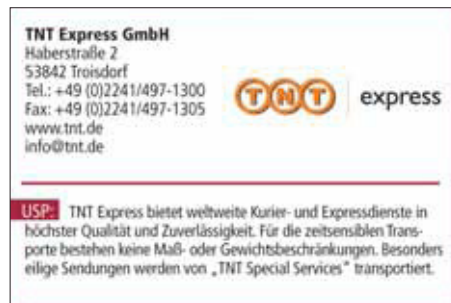 TNT Express GmbH
Haberstraße 2
53842 Troisdorf
Tel.: +49 (0)2241/497-1300
Fax: +49 (0)2241/497-1305
www.tnt.de
info@tnt.de
TNT express
USP: TNT Express bietet weltweite Kurier- und Expressdienste in
höchster Qualität und Zuverlässigkeit. Für die zeitsensiblen Trans-
porte bestehen keine Maß- oder Gewichtsbeschränkungen. Besonders
eilige Sendungen werden von „TNT Special Services" transportiert.